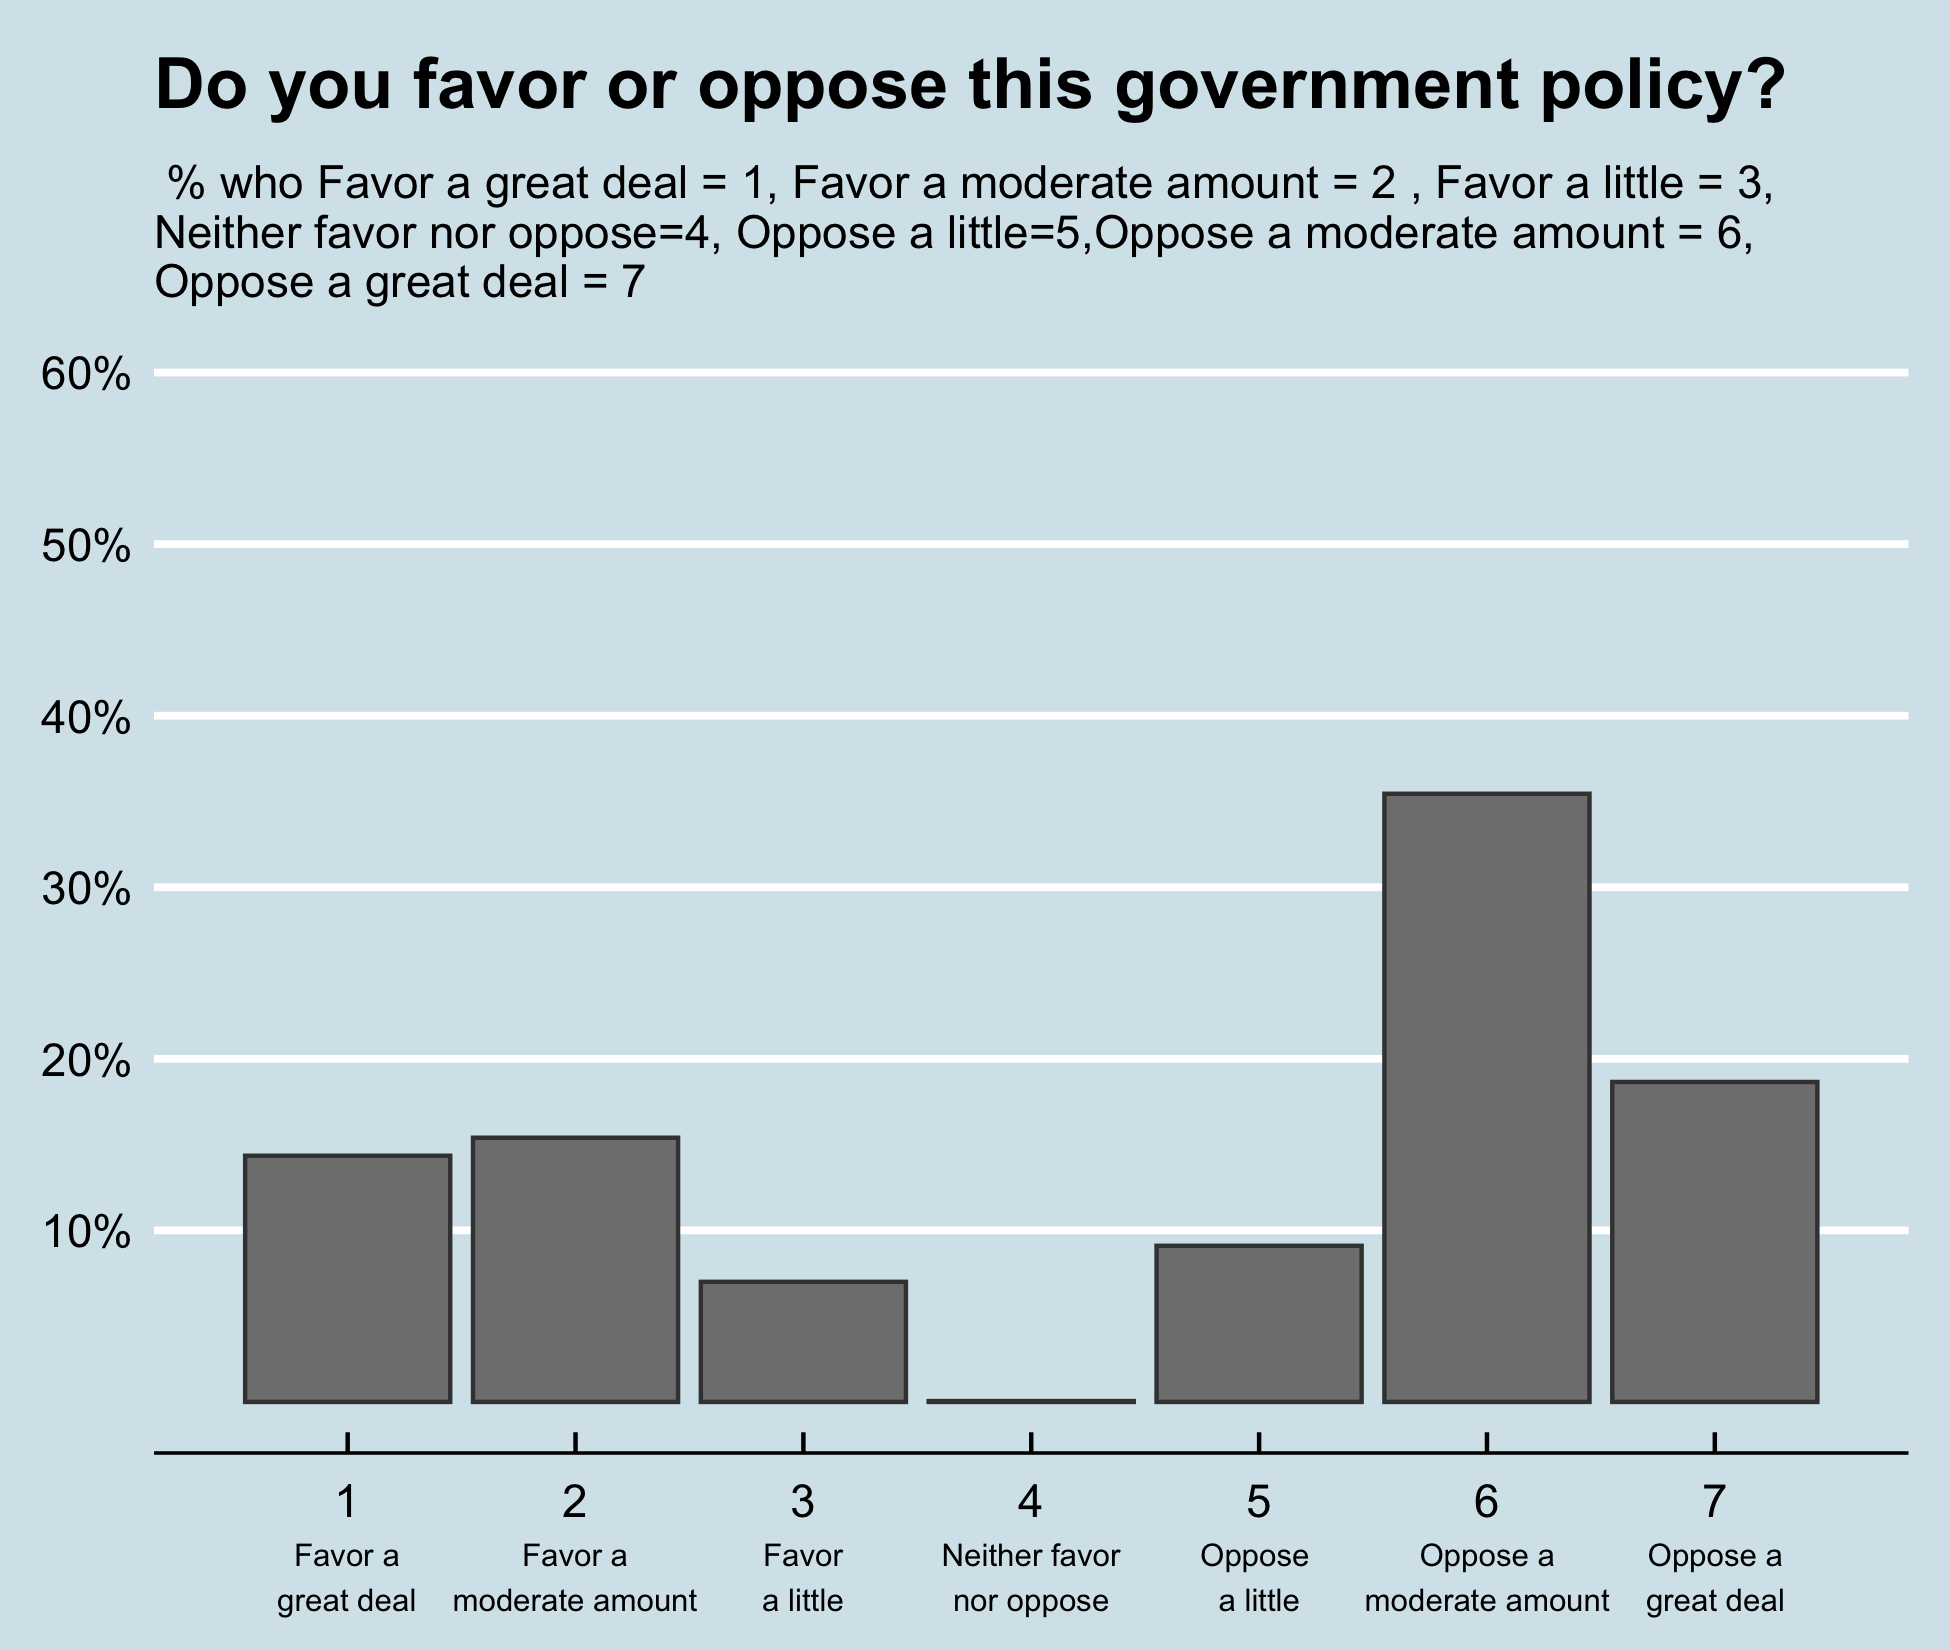 Do you favor or oppose this government policy?
% who Favor a great deal = 1, Favor a moderate amount = 2 , Favor a little = 3,
Neither favor nor oppose=4, Oppose a little=5,Oppose a moderate amount = 6,
Oppose a great deal = 7
60%
50%
40%
30%
20%
10%
1 2 3 4 5 6 7
Favor a Favor a Favor Neither favor Oppose Oppose a Oppose a
great deal moderate amount a little nor oppose a little moderate amount great deal